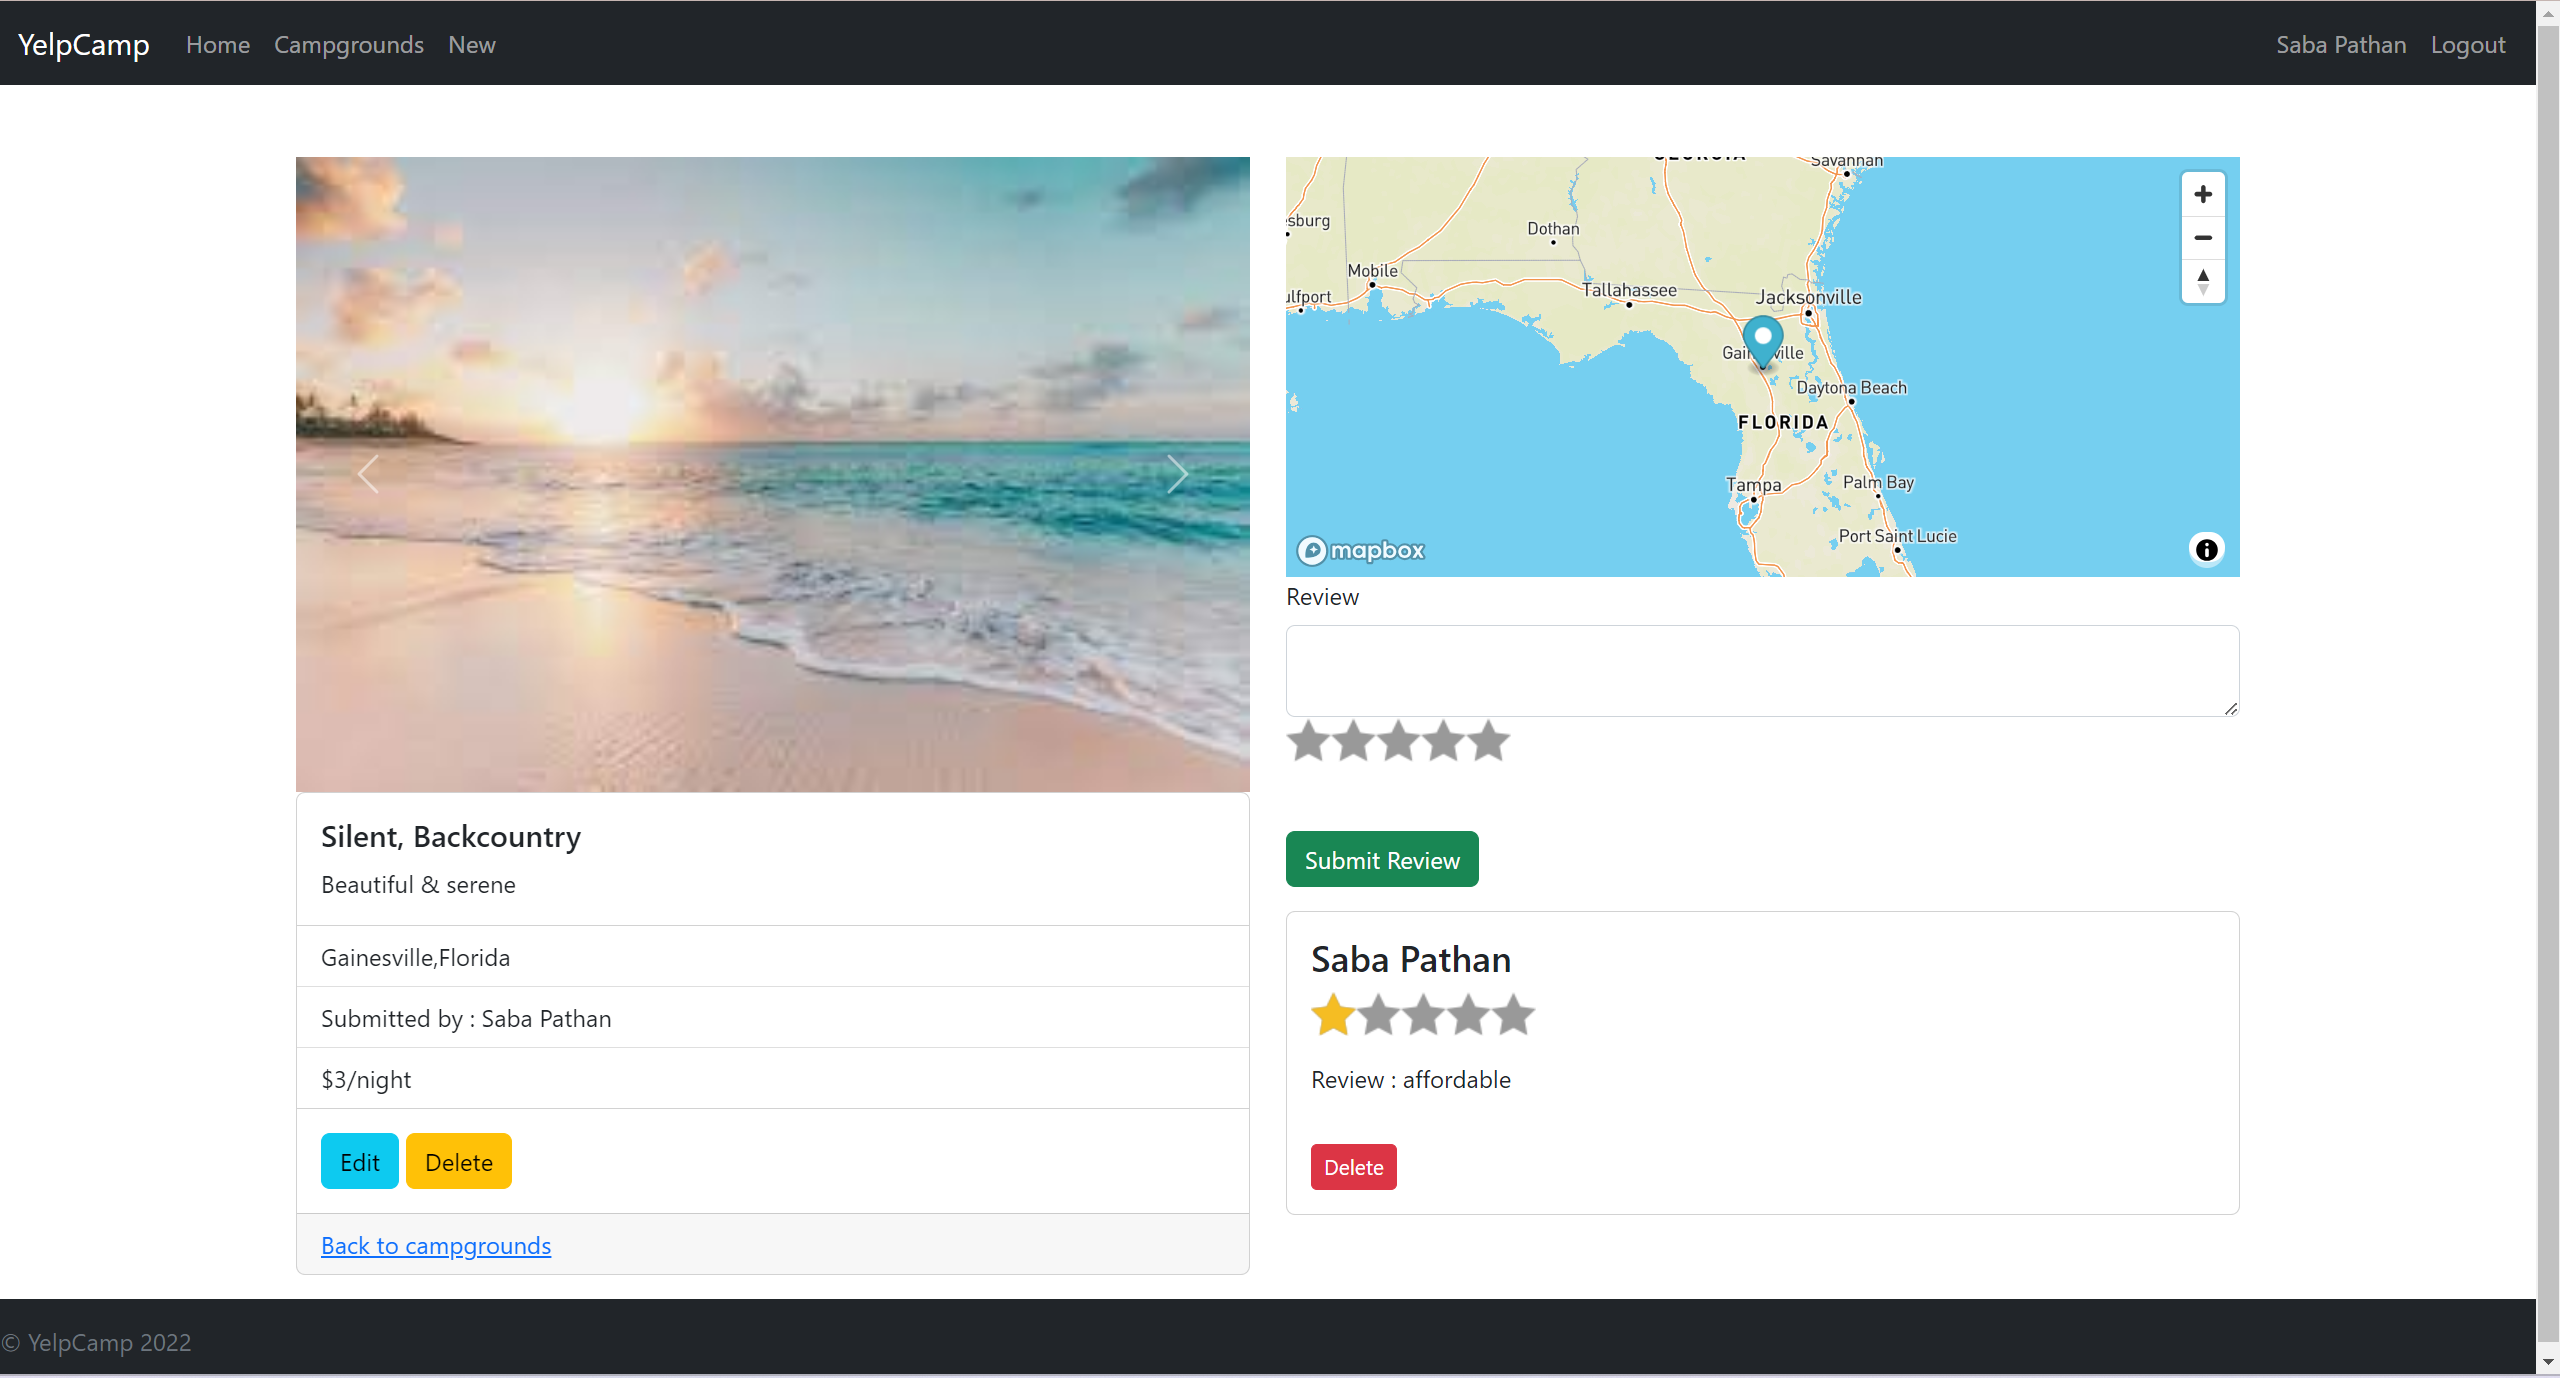 YelpCamp Home Campgrounds New Saba Pathan Logout
Savannah
sburg
Dothan
Mobile
Tallahassee
ulfport
Jacksonville
Daytona Beach
FLORIDA
Tampa
Palm Bay
Port Saint Lucie
mapbox
Review
Submit Review
Silent, Backcountry
Beautiful & serene
Gainesville,Florida
Submitted by : Saba Pathan
$3/night
Edit Delete
Back to campgrounds
Saba Pathan
Review : affordable
Delete
© YelpCamp 2022